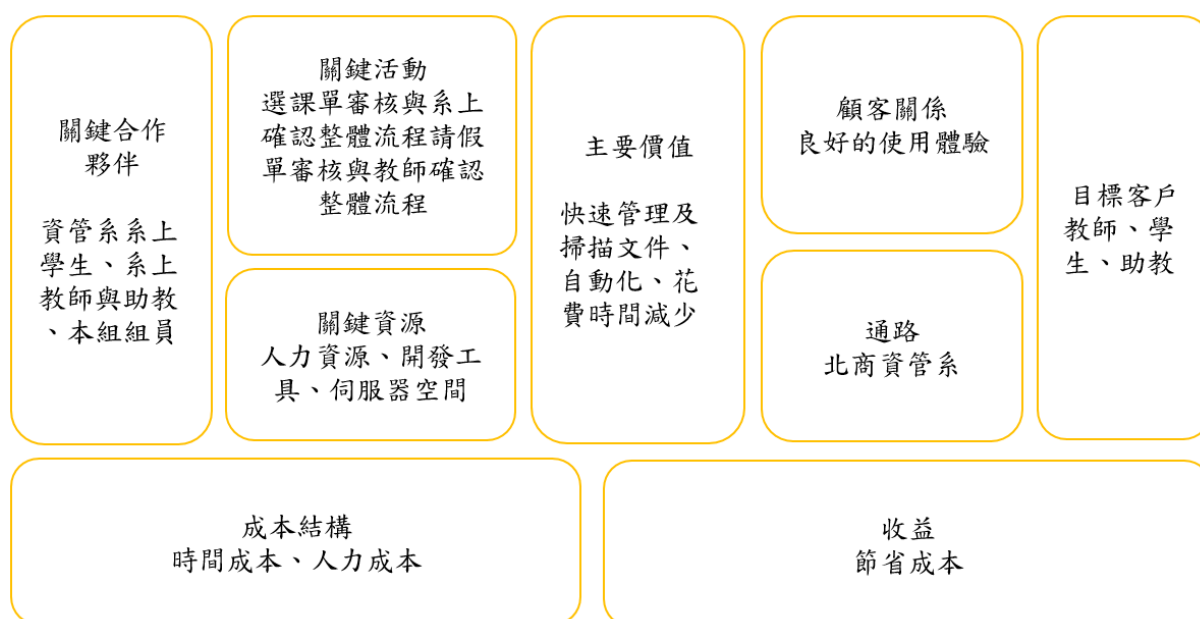 關鍵合作
夥伴
資管系系上
學生、系上
教師與助教
、本組組員
關鍵活動
選課單審核與系上
確認整體流程請假
單審核與教師確認
整體流程
關鍵資源
人力資源、開發工
具、伺服器空間
主要價值
快速管理及
掃描文件、
自動化、花
費時間減少
顧客關係
良好的使用體驗
通路
北商資管系
目標客戶
教師、學
生、助教
成本結構
時間成本、人力成本
收益
節省成本